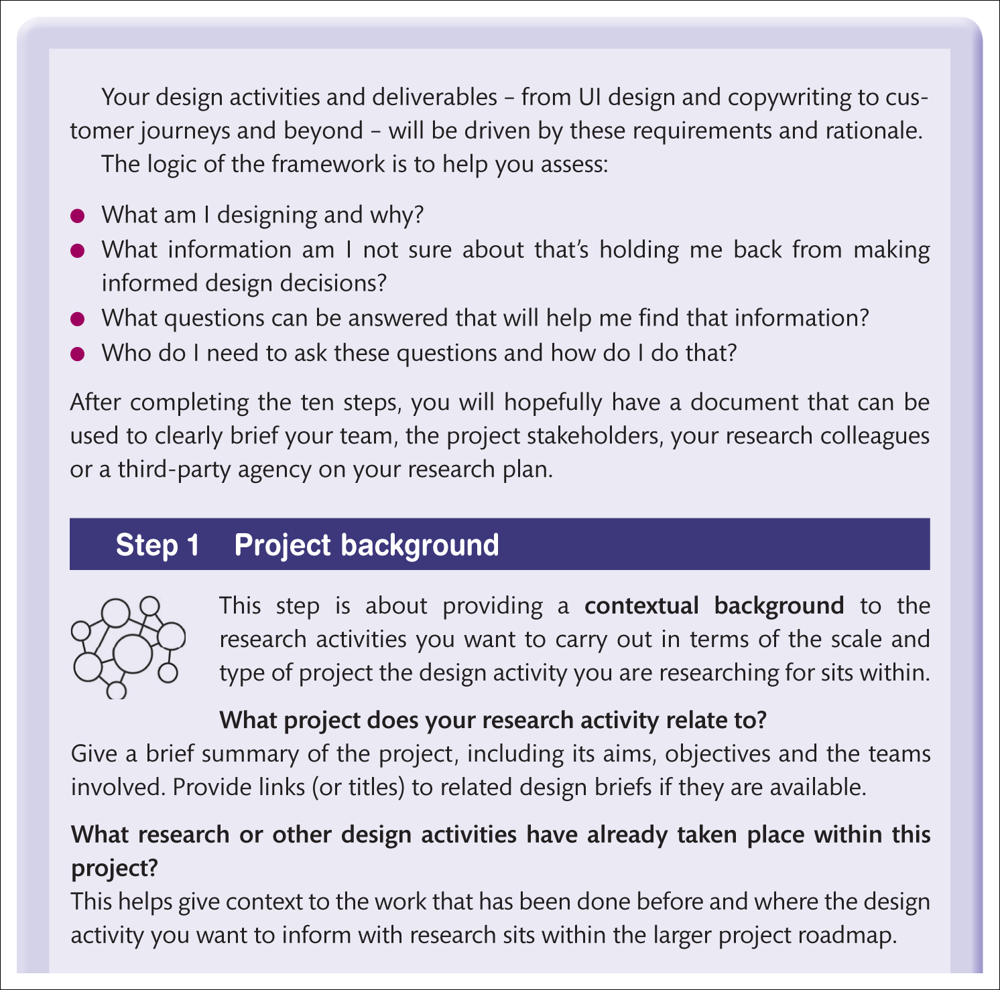 Your design activities and deliverables – from UI design and copywriting to cus-
tomer journeys and beyond – will be driven by these requirements and rationale.
The logic of the framework is to help you assess:
● What am I designing and why?
● What information am I not sure about that’s holding me back from making
informed design decisions?
● What questions can be answered that will help me find that information?
● Who do I need to ask these questions and how do I do that?
After completing the ten steps, you will hopefully have a document that can be
used to clearly brief your team, the project stakeholders, your research colleagues
or a third-party agency on your research plan.
Step 1 Project background
This step is about providing a contextual background to the
research activities you want to carry out in terms of the scale and
type of project the design activity you are researching for sits within.
What project does your research activity relate to?
Give a brief summary of the project, including its aims, objectives and the teams
involved. Provide links (or titles) to related design briefs if they are available.
What research or other design activities have already taken place within this
project?
This helps give context to the work that has been done before and where the design
activity you want to inform with research sits within the larger project roadmap.